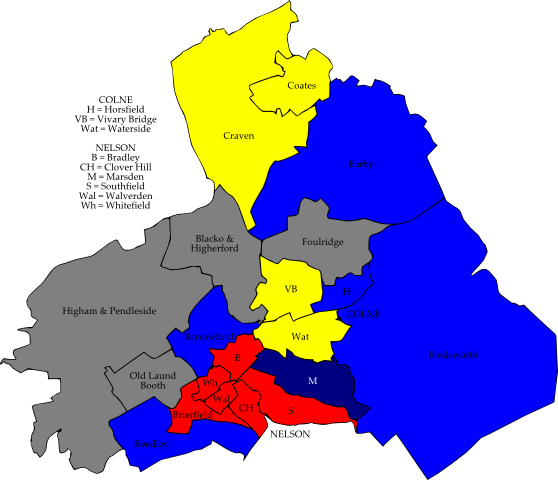 COLNE
H = Horsfield
VB = Vivary Bridge
Wat = Waterside
NELSON
B = Bradley
CH = Clover Hill
M = Marsden
S = Southfield
Wal = Walverden
Wh = Whitefield
Coates
Craven
Earby
Blacko &
Higherford
Foulridge
VB
H
Higham & Pendleside
COLNE
Barrowford
Wat
Boulsworth
B
Old Laund
Booth
Wh
M
Wal
Brierfield
CH
S
NELSON
Reedley